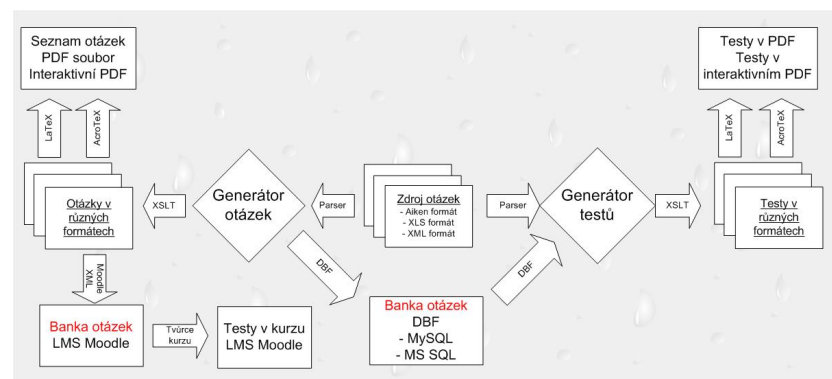 Seznam otázek
PDF soubor
Interaktivní PDF
Testy v PDF
Testy v
interaktivním PDF
LaTeX
AcroTeX
LaTeX
AcroTeX
Otázky v
různých
formátech
XSLT
Generátor
otázek
Parser
Zdroj otázek
- Aiken formát
- XLS formát
- XML formát
Parser
Generátor
testů
XSLT
Testy v
různých
formátech
Moodle
XML
DBF
DBF
Banka otázek
LMS Moodle
Tvůrce
kurzu
Testy v kurzu
LMS Moodle
Banka otázek
DBF
- MySQL
- MS SQL